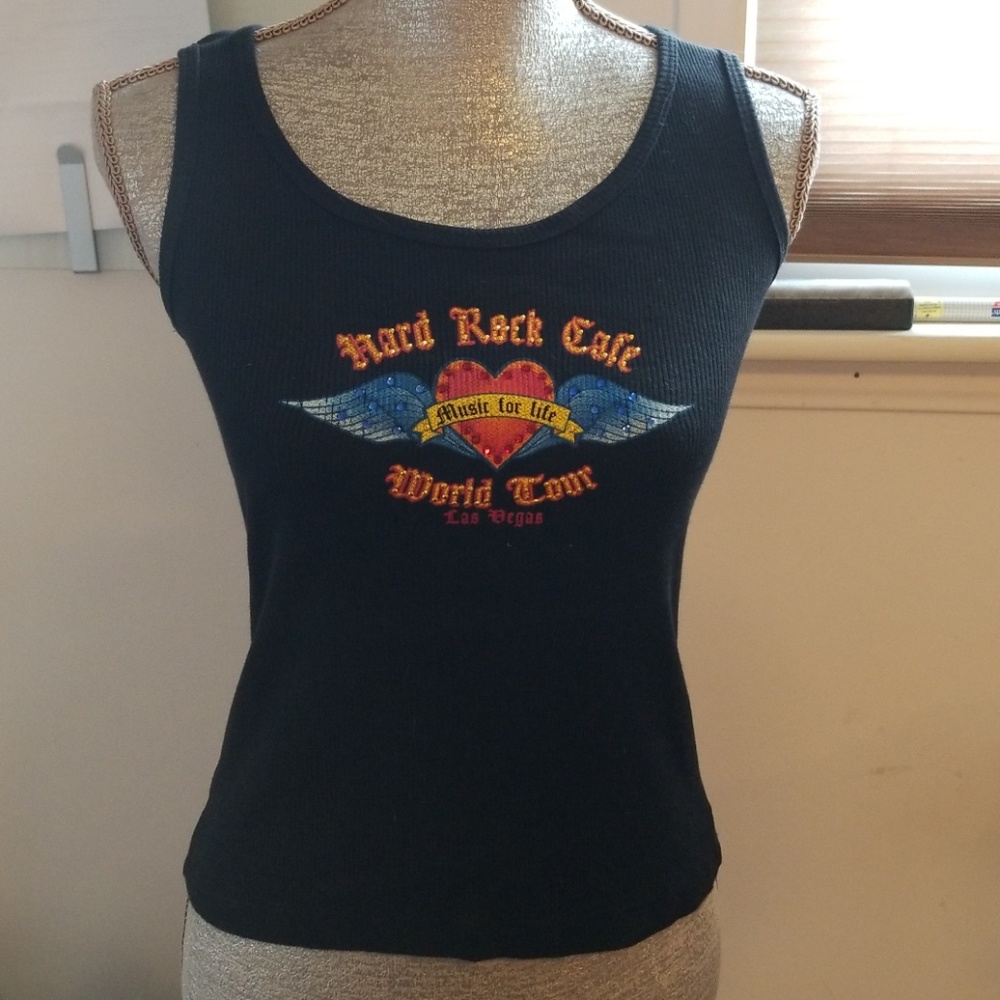 Hard Rock Cafe
Music for life
World Tour
Las Vegas